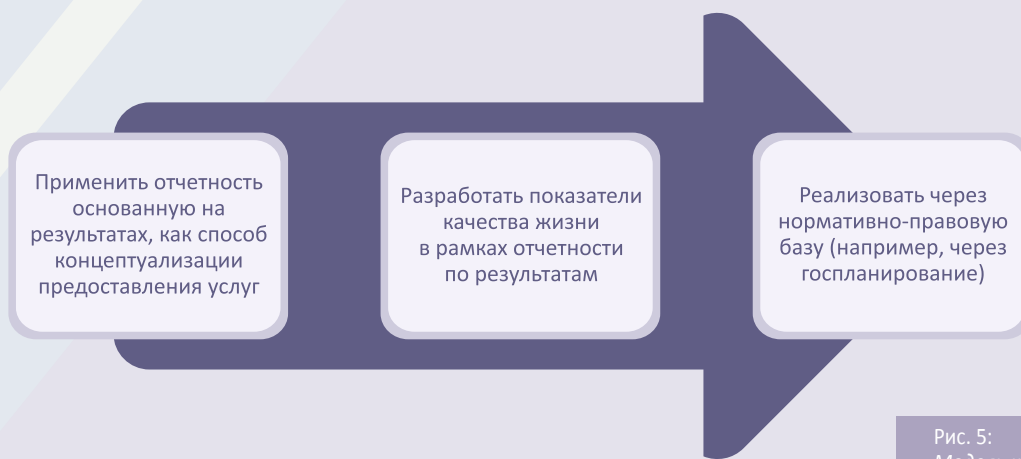 Применить отчетность
основанную на
результатах, как способ
концептуализации
предоставления услуг
Разработать показатели
качества жизни
в рамках отчетности
по результатам
Реализовать через
нормативно-правовую
базу (например, через
госпланирование)
Рис. 5: